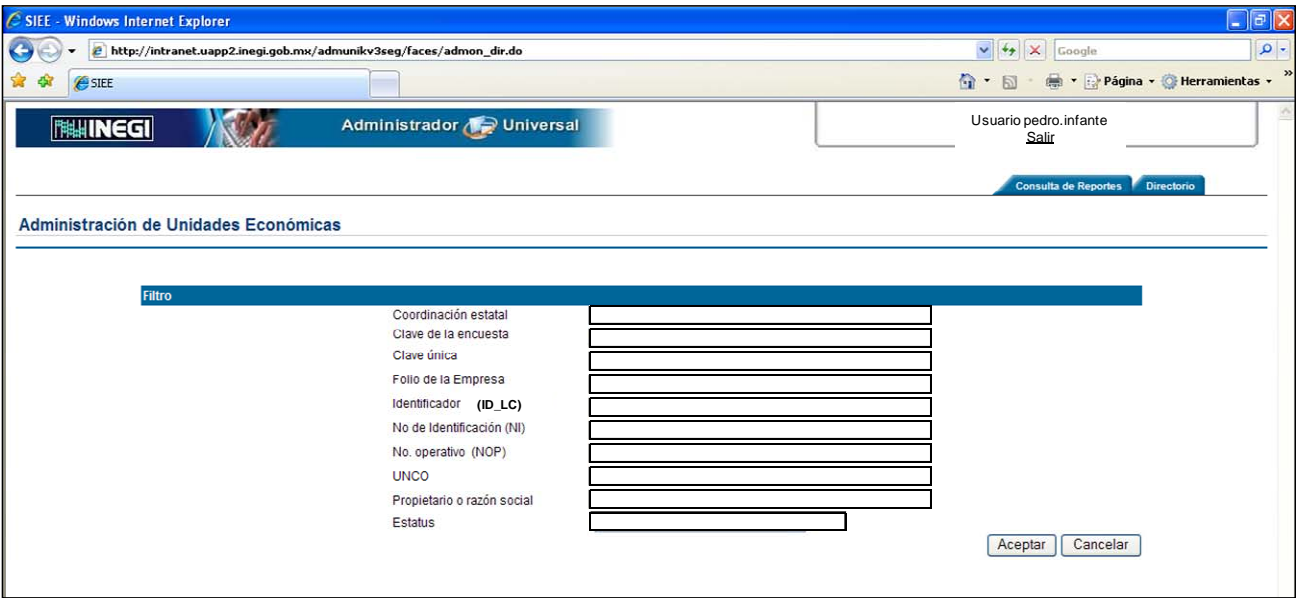 SIEE - Windows Internet Explorer
http://intranet.uapp2.inegi.gob.mx/admunikv3seg/faces/admon_dir.do
Google
SIEE
Página
Herramientas
»
INEGI
Administrador Universal
Usuario pedro.infante
Salir
Consulta de Reportes
Directorio
Administración de Unidades Económicas
Filtro
Coordinación estatal
Clave de la encuesta
Clave única
Folio de la Empresa
Identificador (ID_LC)
No de Identificación (NI)
No. operativo (NOP)
UNCO
Propietario o razón social
Estatus
Aceptar Cancelar